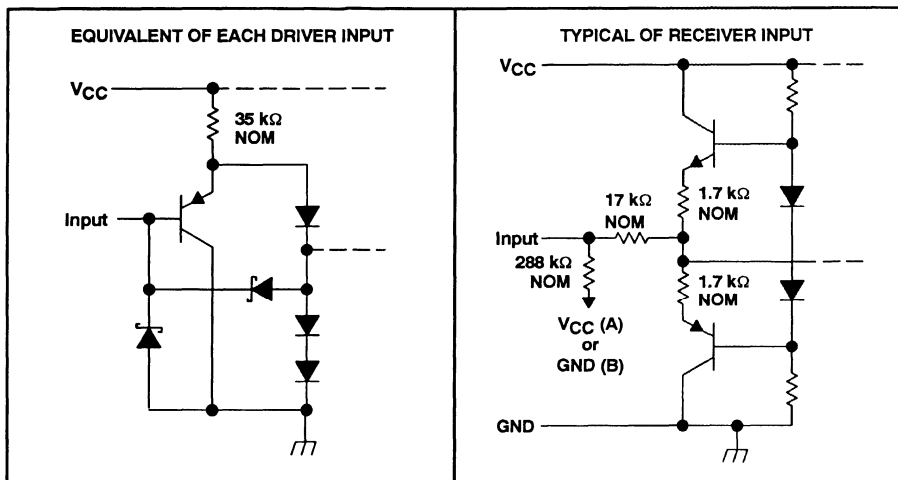 EQUIVALENT OF EACH DRIVER INPUT
VCC
35 kΩ
NOM
Input
TYPICAL OF RECEIVER INPUT
VCC
17 kΩ
NOM
1.7 kΩ
NOM
Input
288 kΩ
NOM
1.7 kΩ
NOM
VCC (A)
or
GND (B)
GND